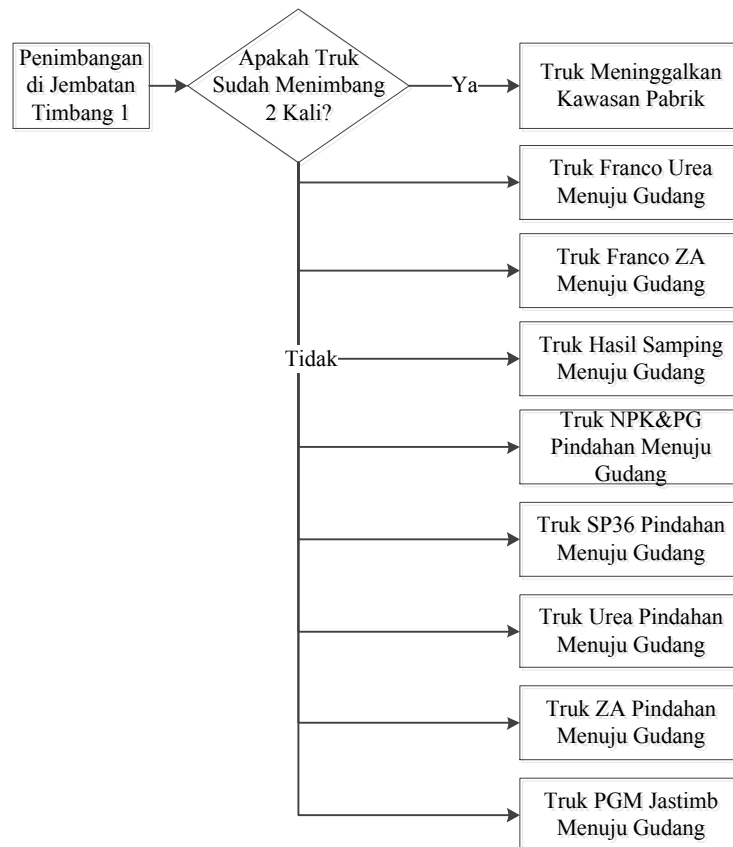 Penimbangan
di Jembatan
Timbang 1
Apakah Truk
Sudah Menimbang
2 Kali?
Ya
Truk Meninggalkan
Kawasan Pabrik
Truk Franco Urea
Menuju Gudang
Truk Franco ZA
Menuju Gudang
Tidak
Truk Hasil Samping
Menuju Gudang
Truk NPK&PG
Pindahan Menuju
Gudang
Truk SP36 Pindahan
Menuju Gudang
Truk Urea Pindahan
Menuju Gudang
Truk ZA Pindahan
Menuju Gudang
Truk PGM Jastimb
Menuju Gudang